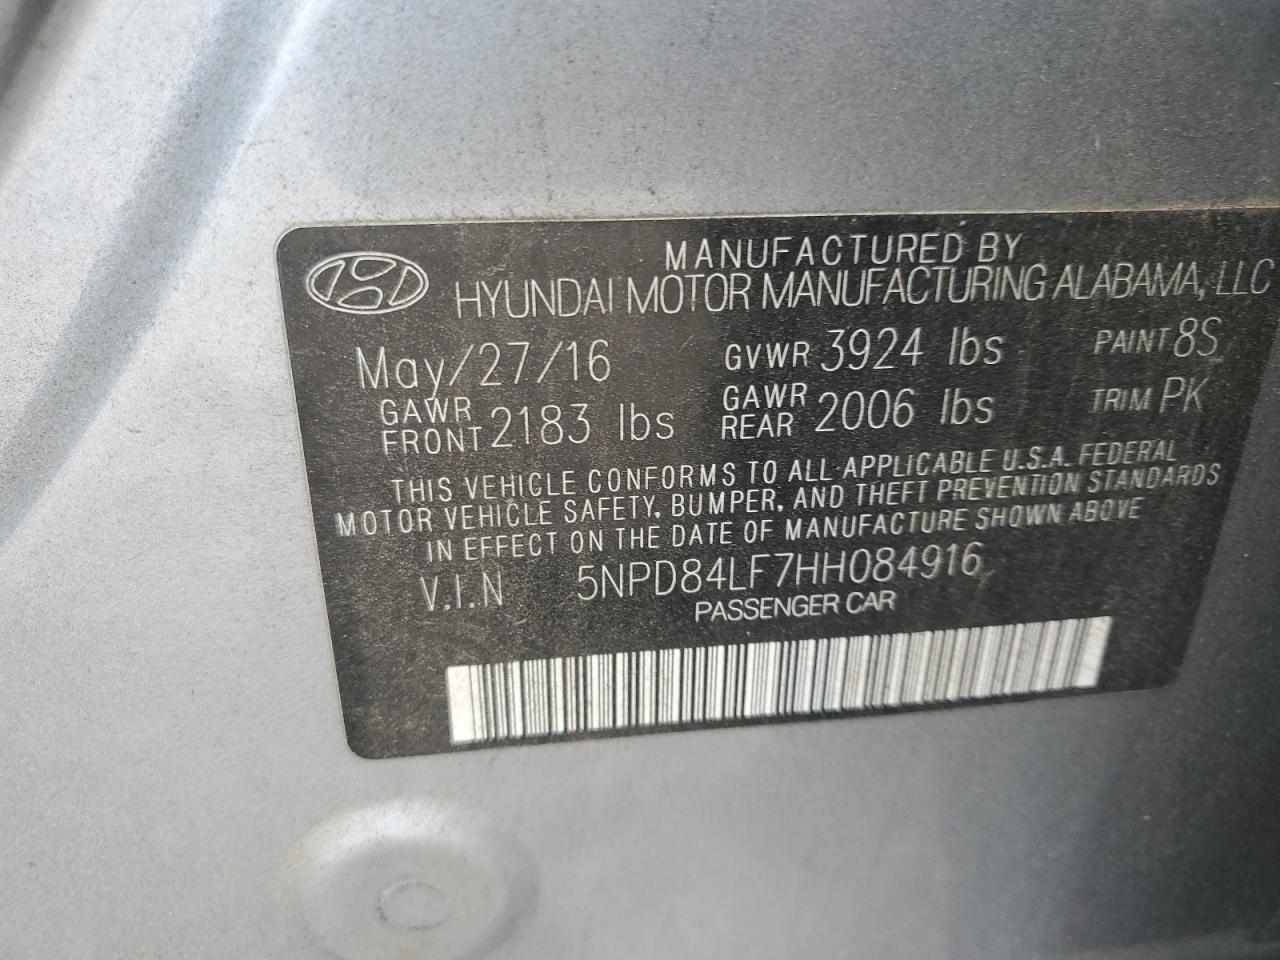 MANUFACTURED BY
HYUNDAI MOTOR MANUFACTURING ALABAMA, LLC
May/27/16 GVWR 3924 lbs PAINT 8S
GAWR FRONT 2183 lbs GAWR REAR 2006 lbs TRIM PK
THIS VEHICLE CONFORMS TO ALL APPLICABLE U.S.A. FEDERAL
MOTOR VEHICLE SAFETY, BUMPER, AND THEFT PREVENTION STANDARDS
IN EFFECT ON THE DATE OF MANUFACTURE SHOWN ABOVE
V.I.N 5NPD84LF7HH084916
PASSENGER CAR